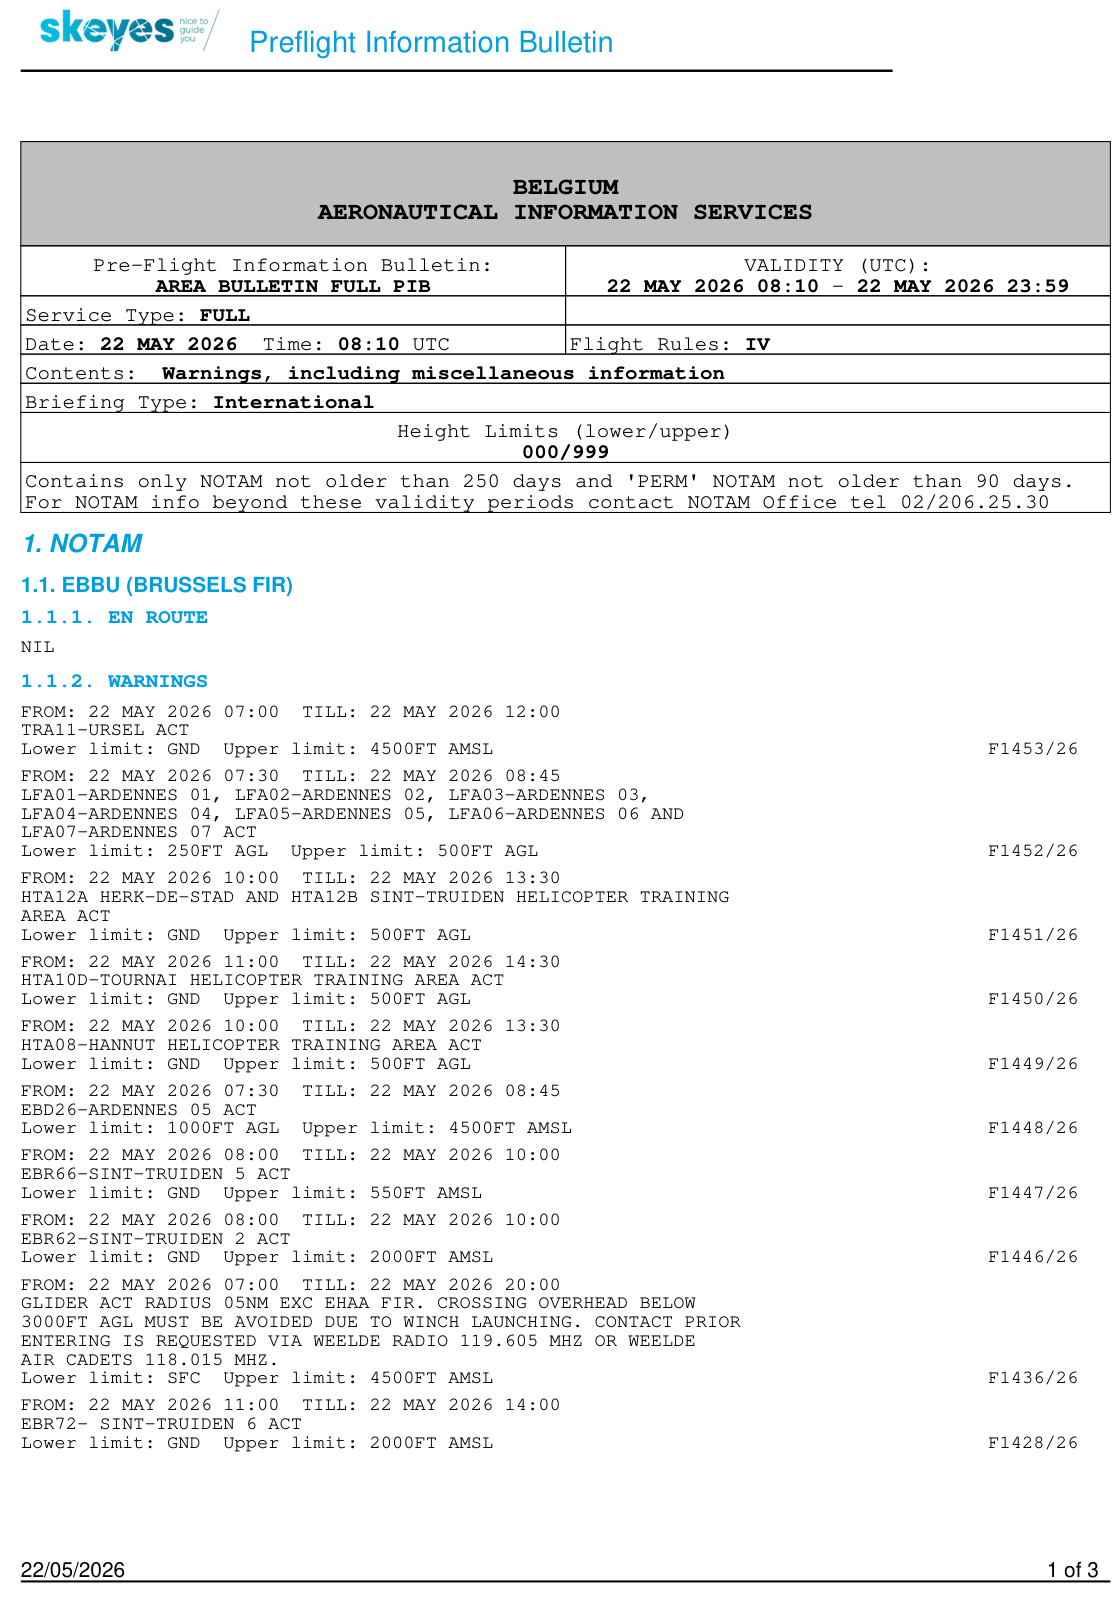 skeyes nice to guide you
Preflight Information Bulletin
BELGIUM
AERONAUTICAL INFORMATION SERVICES
Pre-Flight Information Bulletin:
AREA BULLETIN FULL PIB
VALIDITY (UTC):
22 MAY 2026 08:10 - 22 MAY 2026 23:59
Service Type: FULL
Date: 22 MAY 2026 Time: 08:10 UTC
Flight Rules: IV
Contents: Warnings, including miscellaneous information
Briefing Type: International
Height Limits (lower/upper)
000/999
Contains only NOTAM not older than 250 days and 'PERM' NOTAM not older than 90 days.
For NOTAM info beyond these validity periods contact NOTAM Office tel 02/206.25.30
1. NOTAM
1.1. EBBU (BRUSSELS FIR)
1.1.1. EN ROUTE
NIL
1.1.2. WARNINGS
FROM: 22 MAY 2026 07:00 TILL: 22 MAY 2026 12:00
TRA11-URSEL ACT
Lower limit: GND Upper limit: 4500FT AMSL F1453/26
FROM: 22 MAY 2026 07:30 TILL: 22 MAY 2026 08:45
LFA01-ARDENNES 01, LFA02-ARDENNES 02, LFA03-ARDENNES 03,
LFA04-ARDENNES 04, LFA05-ARDENNES 05, LFA06-ARDENNES 06 AND
LFA07-ARDENNES 07 ACT
Lower limit: 250FT AGL Upper limit: 500FT AGL F1452/26
FROM: 22 MAY 2026 10:00 TILL: 22 MAY 2026 13:30
HTA12A HERK-DE-STAD AND HTA12B SINT-TRUIDEN HELICOPTER TRAINING
AREA ACT
Lower limit: GND Upper limit: 500FT AGL F1451/26
FROM: 22 MAY 2026 11:00 TILL: 22 MAY 2026 14:30
HTA10D-TOURNAI HELICOPTER TRAINING AREA ACT
Lower limit: GND Upper limit: 500FT AGL F1450/26
FROM: 22 MAY 2026 10:00 TILL: 22 MAY 2026 13:30
HTA08-HANNUT HELICOPTER TRAINING AREA ACT
Lower limit: GND Upper limit: 500FT AGL F1449/26
FROM: 22 MAY 2026 07:30 TILL: 22 MAY 2026 08:45
EBD26-ARDENNES 05 ACT
Lower limit: 1000FT AGL Upper limit: 4500FT AMSL F1448/26
FROM: 22 MAY 2026 08:00 TILL: 22 MAY 2026 10:00
EBR66-SINT-TRUIDEN 5 ACT
Lower limit: GND Upper limit: 550FT AMSL F1447/26
FROM: 22 MAY 2026 08:00 TILL: 22 MAY 2026 10:00
EBR62-SINT-TRUIDEN 2 ACT
Lower limit: GND Upper limit: 2000FT AMSL F1446/26
FROM: 22 MAY 2026 07:00 TILL: 22 MAY 2026 20:00
GLIDER ACT RADIUS 05NM EXC EHAA FIR. CROSSING OVERHEAD BELOW
3000FT AGL MUST BE AVOIDED DUE TO WINCH LAUNCHING. CONTACT PRIOR
ENTERING IS REQUESTED VIA WEELDE RADIO 119.605 MHZ OR WEELDE
AIR CADETS 118.015 MHZ.
Lower limit: SFC Upper limit: 4500FT AMSL F1436/26
FROM: 22 MAY 2026 11:00 TILL: 22 MAY 2026 14:00
EBR72- SINT-TRUIDEN 6 ACT
Lower limit: GND Upper limit: 2000FT AMSL F1428/26
22/05/2026 1 of 3